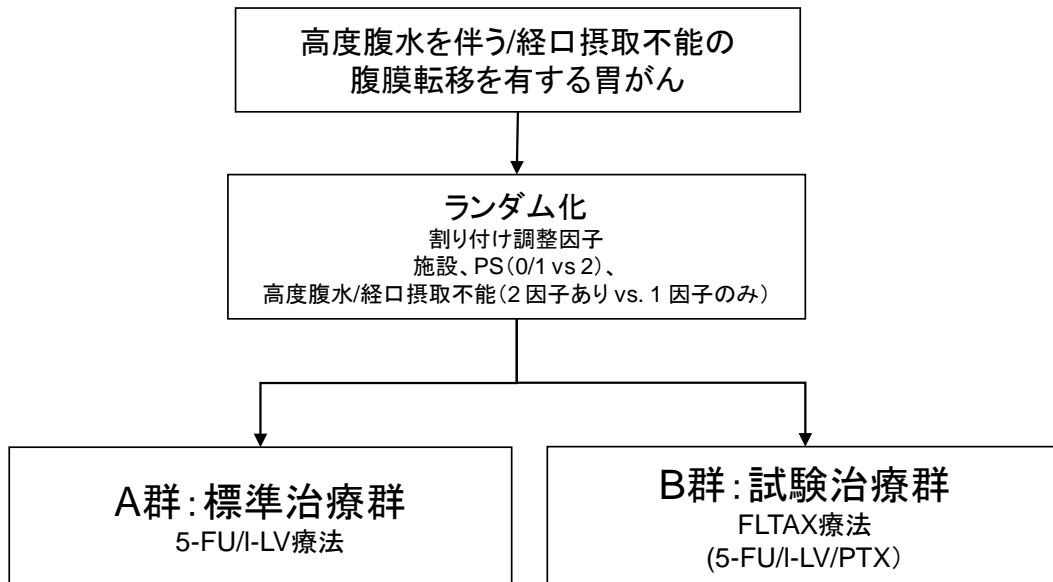 高度腹水を伴う/経口摂取不能の
腹膜転移を有する胃がん
ランダム化
割り付け調整因子
施設、PS(0/1 vs 2)、
高度腹水/経口摂取不能(2 因子あり vs. 1 因子のみ)
A群:標準治療群
5-FU/l-LV療法
B群:試験治療群
FLTAX療法
(5-FU/l-LV/PTX)